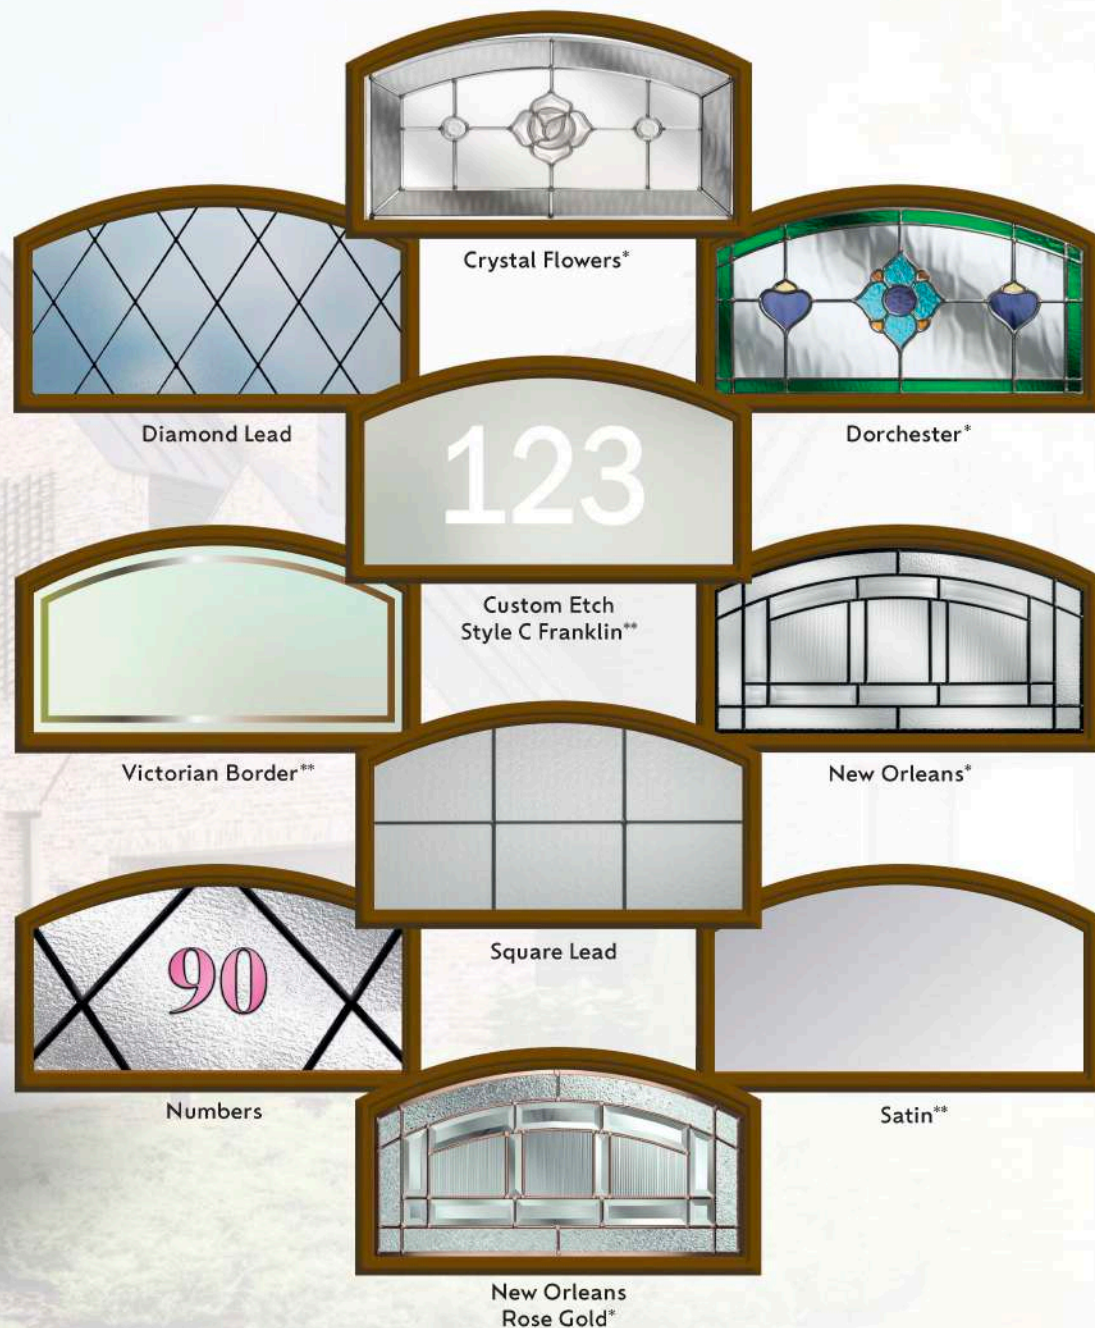 Crystal Flowers*
Diamond Lead
Dorchester*
123
Custom Etch
Style C Franklin**
Victorian Border**
New Orleans*
Square Lead
90
Numbers
Satin**
New Orleans
Rose Gold*